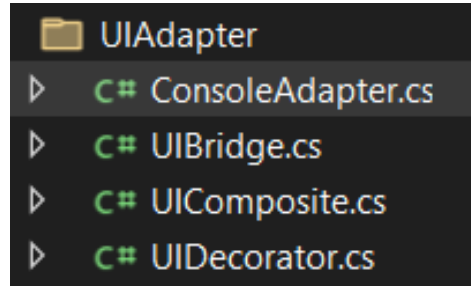 UIAdapter
C# ConsoleAdapter.cs
C# UIBridge.cs
C# UIComposite.cs
C# UIDecorator.cs